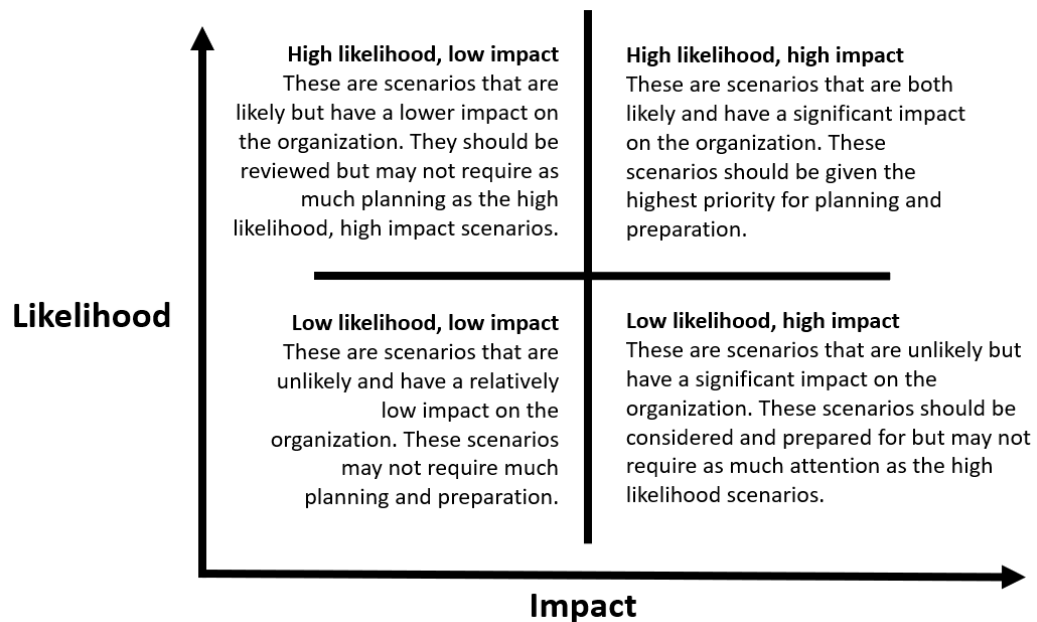 High likelihood, low impact
These are scenarios that are
likely but have a lower impact on
the organization. They should be
reviewed but may not require as
much planning as the high
likelihood, high impact scenarios.
High likelihood, high impact
These are scenarios that are both
likely and have a significant impact
on the organization. These
scenarios should be given the
highest priority for planning and
preparation.
Likelihood
Low likelihood, low impact
These are scenarios that are
unlikely and have a relatively
low impact on the
organization. These scenarios
may not require much
planning and preparation.
Low likelihood, high impact
These are scenarios that are unlikely but
have a significant impact on the
organization. These scenarios should be
considered and prepared for but may not
require as much attention as the high
likelihood scenarios.
Impact